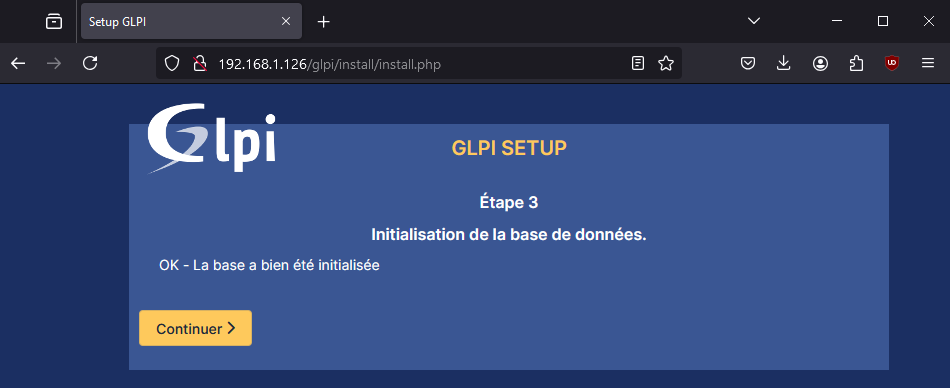 Setup GLPI
192.168.1.126/glpi/install/install.php
Glpi
GLPI SETUP
Étape 3
Initialisation de la base de données.
OK - La base a bien été initialisée
Continuer